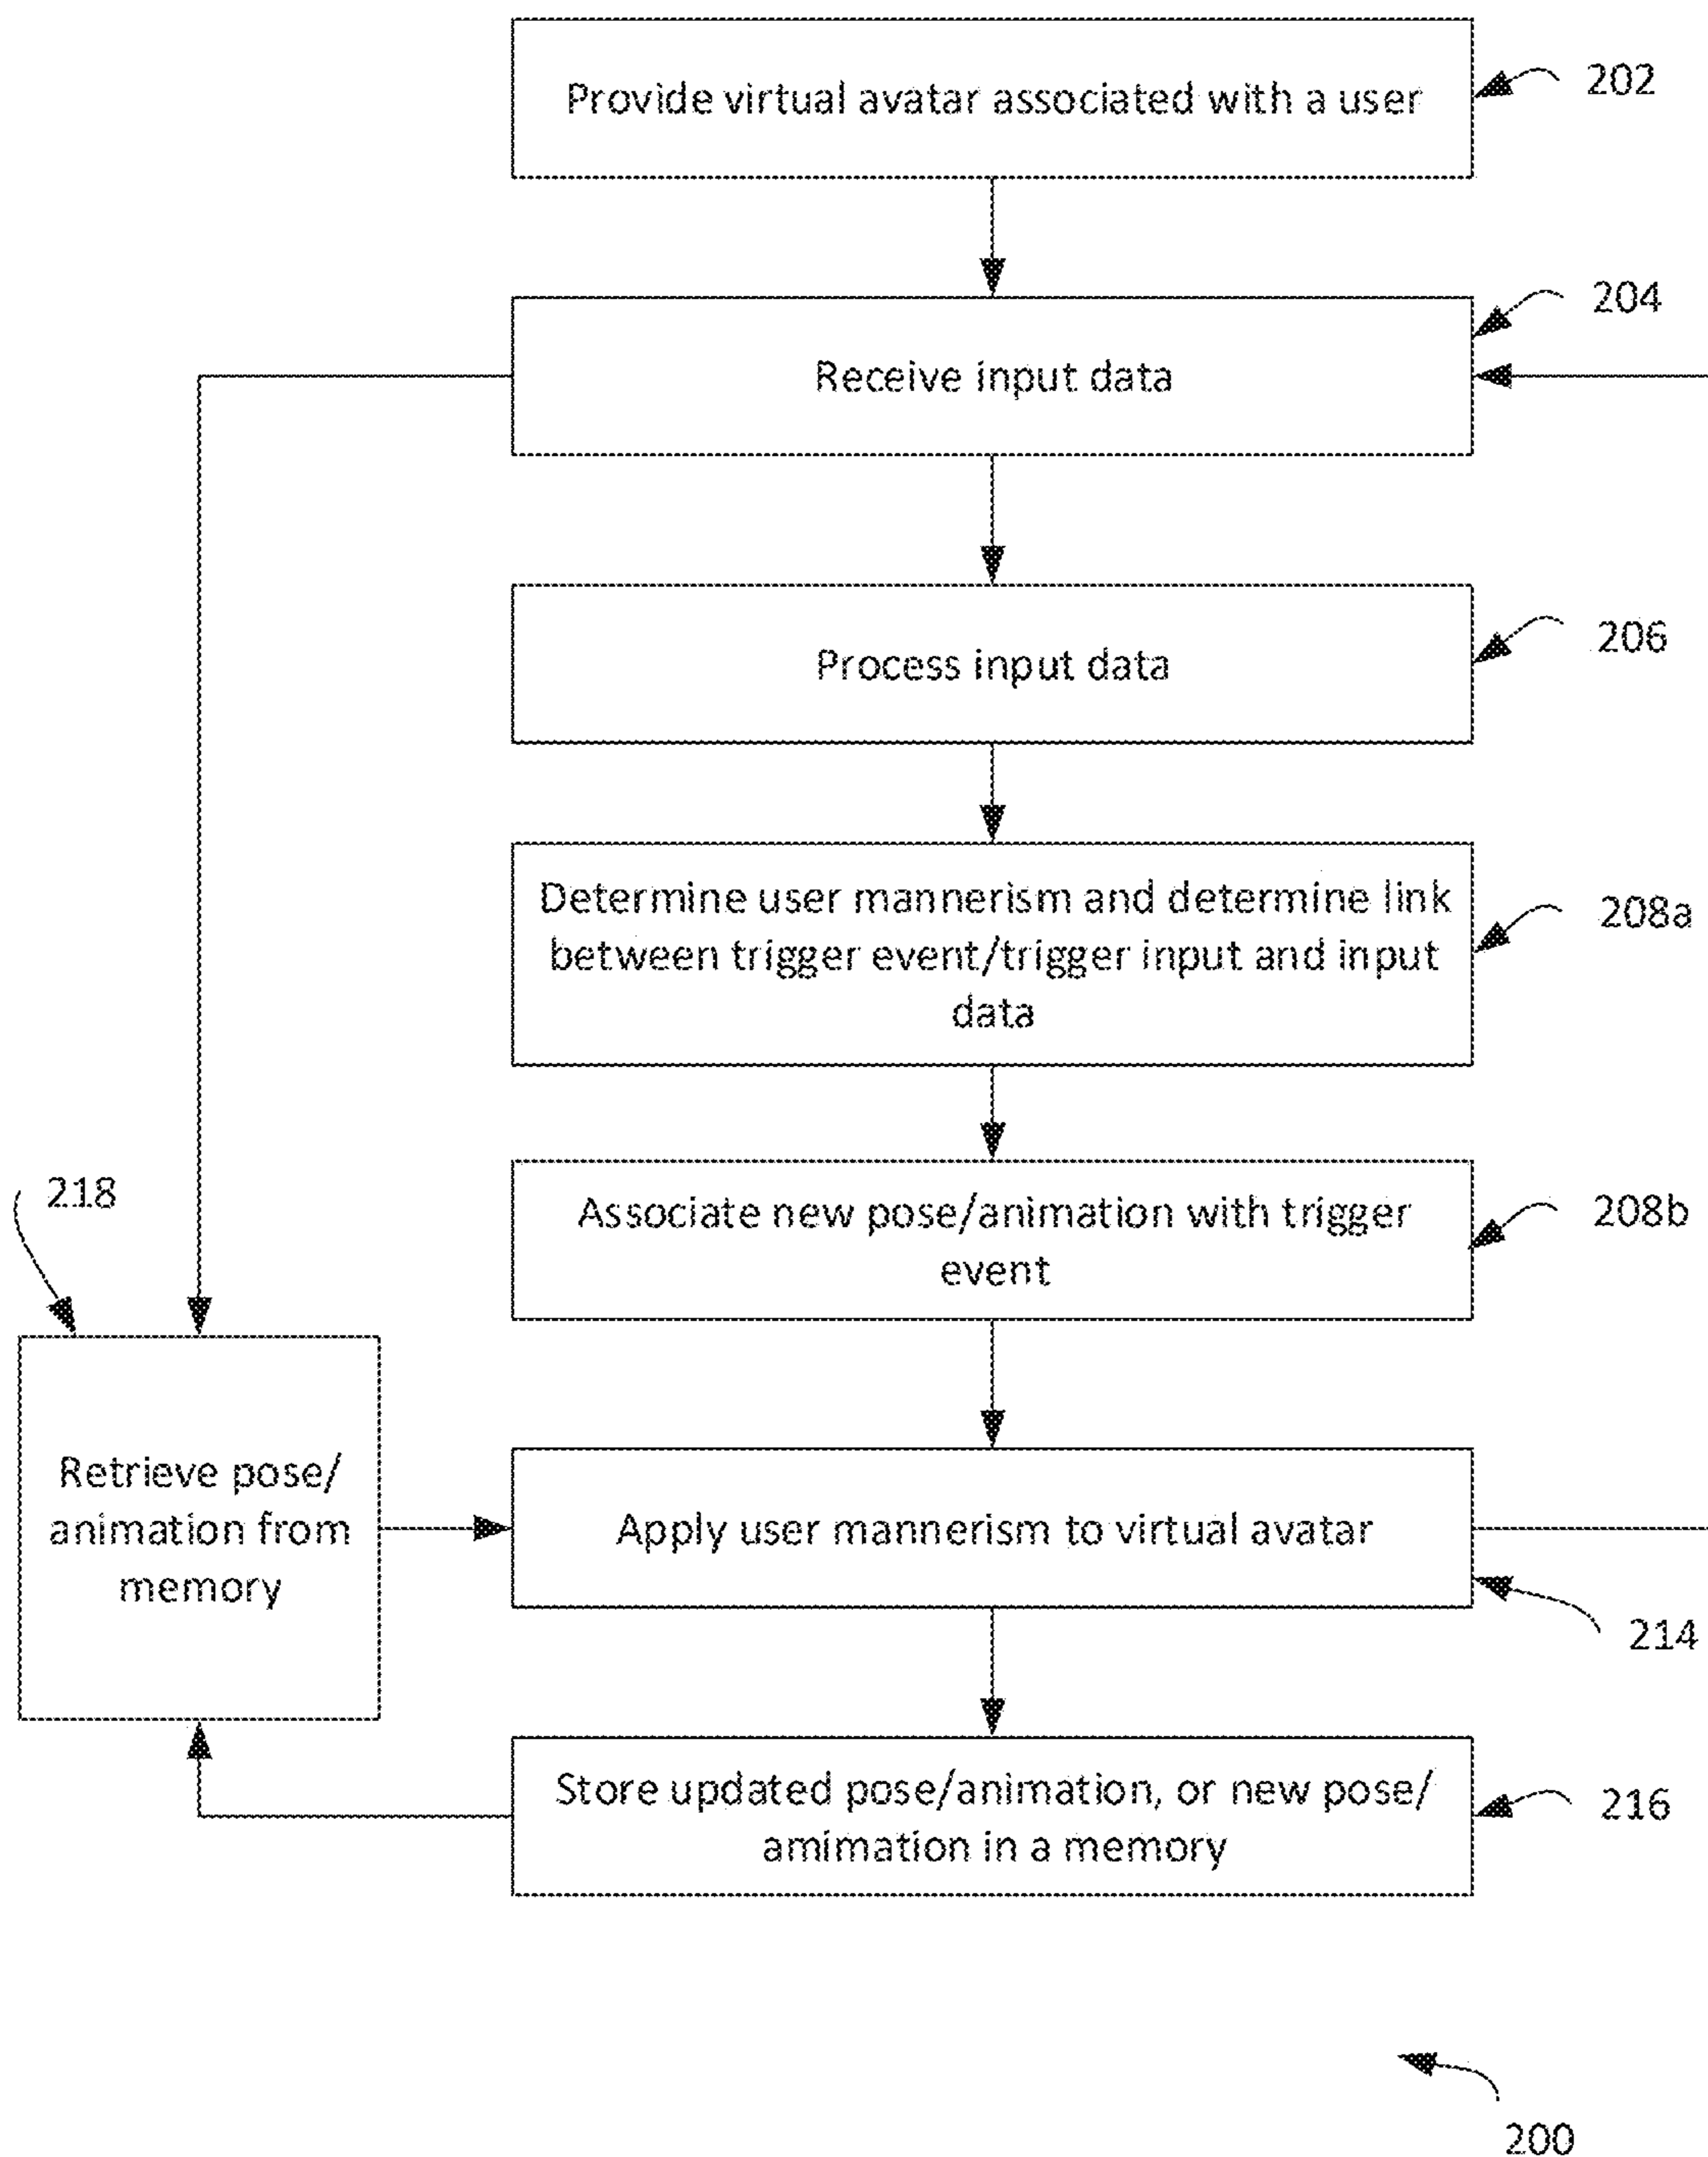 Provide virtual avatar associated with a user
202
204
Receive input data
Process input data
206
Determine user mannerism and determine link
between trigger event/trigger input and input
data
208a
218
Associate new pose/animation with trigger
event
208b
Retrieve pose/
animation from
memory
Apply user mannerism to virtual avatar
214
Store updated pose/animation, or new pose/
amimation in a memory
216
200